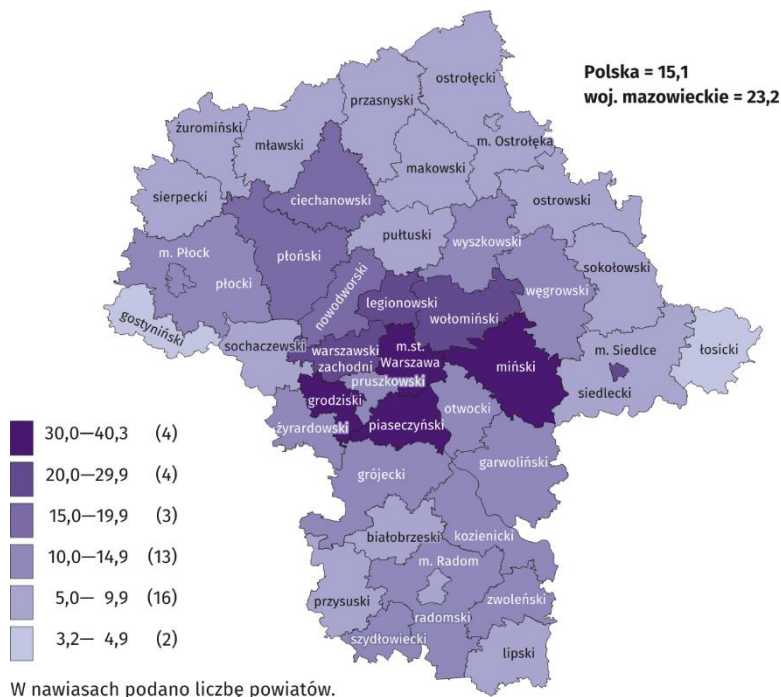 Polska = 15,1
woj. mazowieckie = 23,2
ostrołęcki
przasnyski
żuromiński
mławski
m. Ostrołęka
makowski
sierpecki
ciechanowski
ostrowski
pułtuski
wyszkowski
m. Płock
płoński
sokołowski
płocki
nowodworski
węgrowski
legionowski
wołomiński
gostyniński
sochaczewski
warszawski
zachodni
m.st.
Warszawa
miński
m. Siedlce
łosicki
pruszkowski
siedlecki
grodziski
otwocki
piaseczyński
żyrardowski
garwoliński
grójecki
białobrzeski
kozienicki
m. Radom
przysuski
zwoleński
radomski
szydłowiecki
lipski
30,0—40,3 (4)
20,0—29,9 (4)
15,0—19,9 (3)
10,0—14,9 (13)
5,0— 9,9 (16)
3,2— 4,9 (2)
W nawiasach podano liczbę powiatów.